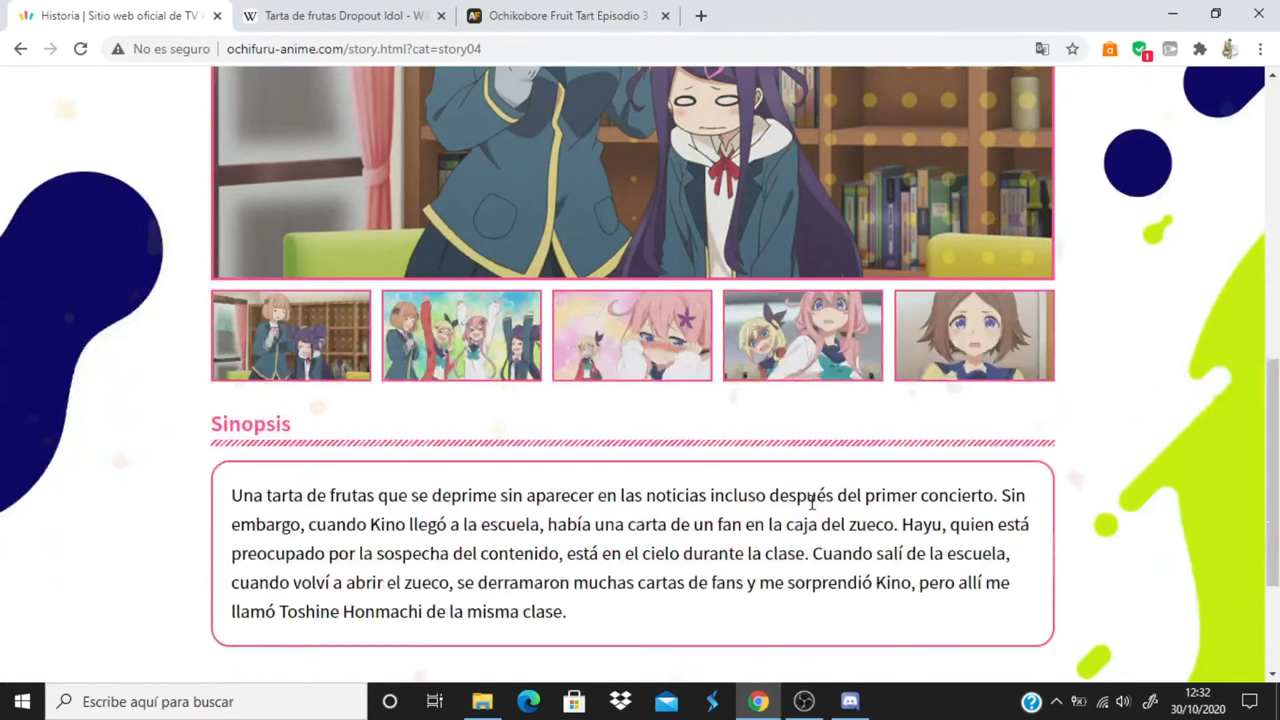 Historia | Sitio web oficial de TV A
Tarta de frutas Dropout Idol - Wi
Ochikobore Fruit Tart Episodio 3
No es seguro
ochifuru-anime.com/story.html?cat=story04
1
Sinopsis
Una tarta de frutas que se deprime sin aparecer en las noticias incluso después del primer concierto. Sin
embargo, cuando Kino llegó a la escuela, había una carta de un fan en la caja del zueco. Hayu, quien está
preocupado por la sospecha del contenido, está en el cielo durante la clase. Cuando salí de la escuela,
cuando volví a abrir el zueco, se derramaron muchas cartas de fans y me sorprendió Kino, pero allí me
llamó Toshine Honmachi de la misma clase.
Escribe aquí para buscar
12:32
30/10/2020